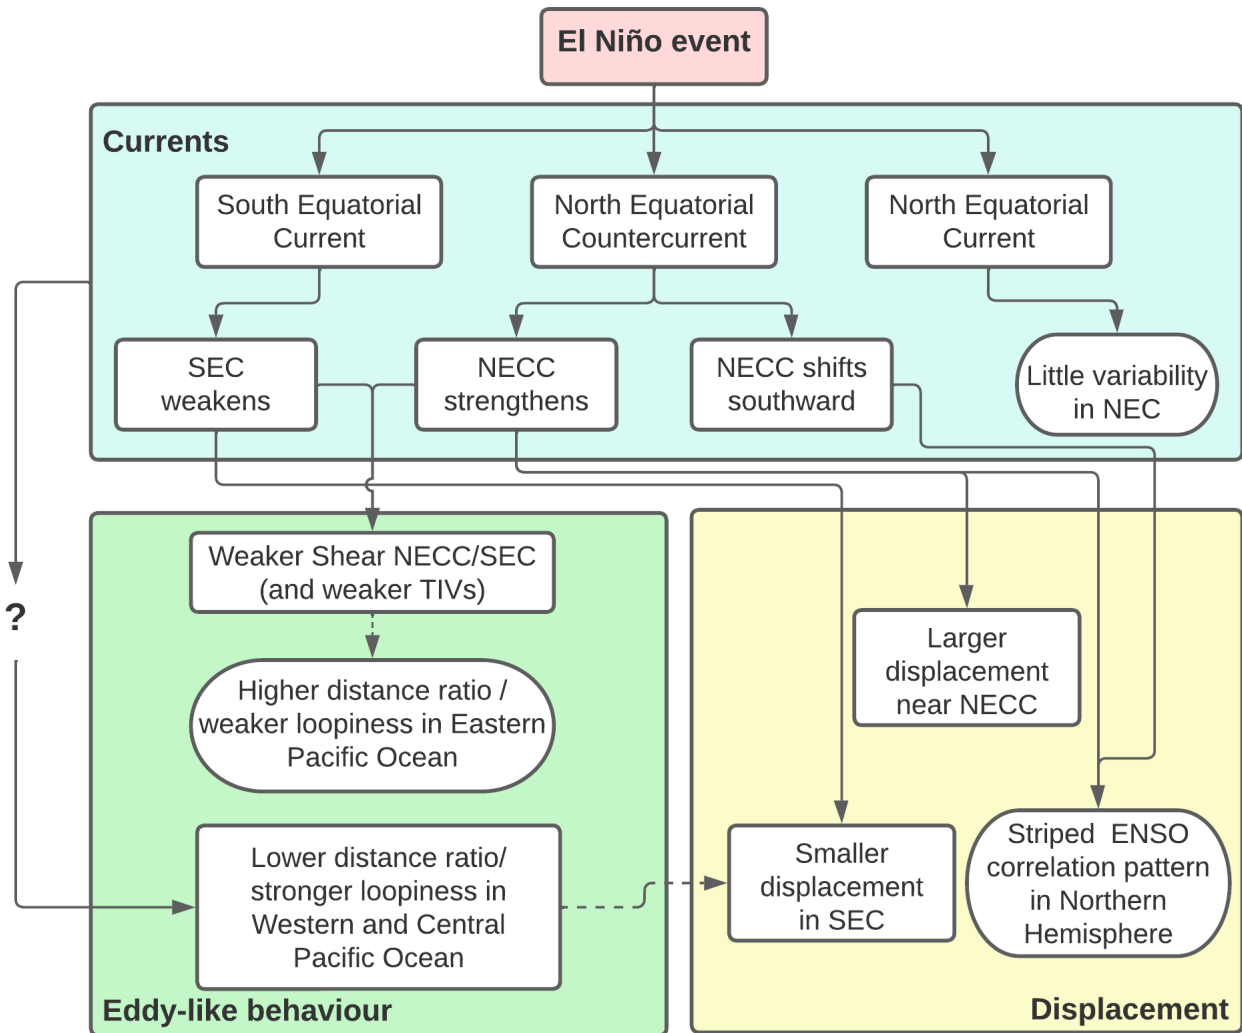 El Niño event
Currents
South Equatorial
Current
North Equatorial
Countercurrent
North Equatorial
Current
SEC
weakens
NECC
strengthens
NECC shifts
southward
Little variability
in NEC
?
Weaker Shear NECC/SEC
(and weaker TIVs)
Higher distance ratio /
weaker loopiness in Eastern
Pacific Ocean
Lower distance ratio/
stronger loopiness in
Western and Central
Pacific Ocean
Eddy-like behaviour
Larger
displacement
near NECC
Smaller
displacement
in SEC
Striped ENSO
correlation pattern
in Northern
Hemisphere
Displacement